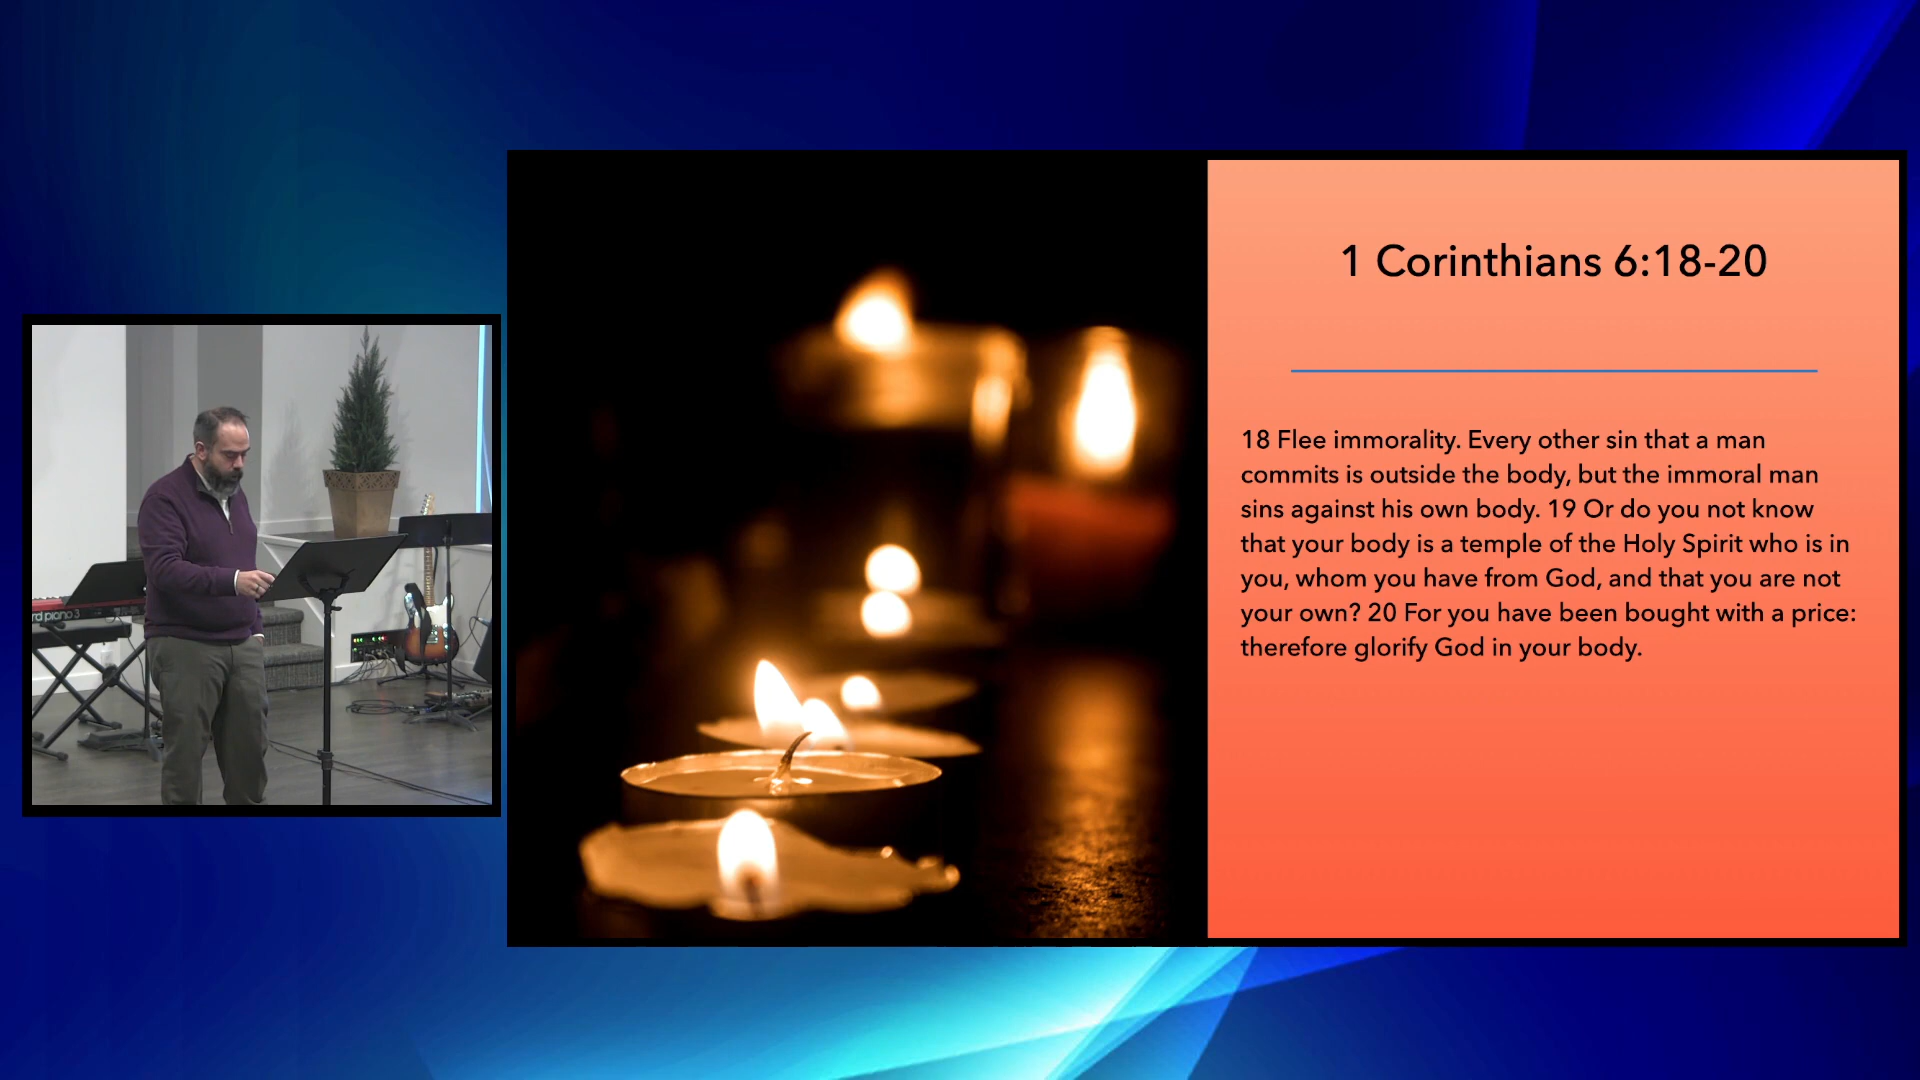 1 Corinthians 6:18-20
18 Flee immorality. Every other sin that a man
commits is outside the body, but the immoral man
sins against his own body. 19 Or do you not know
that your body is a temple of the Holy Spirit who is in
you, whom you have from God, and that you are not
your own? 20 For you have been bought with a price:
therefore glorify God in your body.
rd piano 3